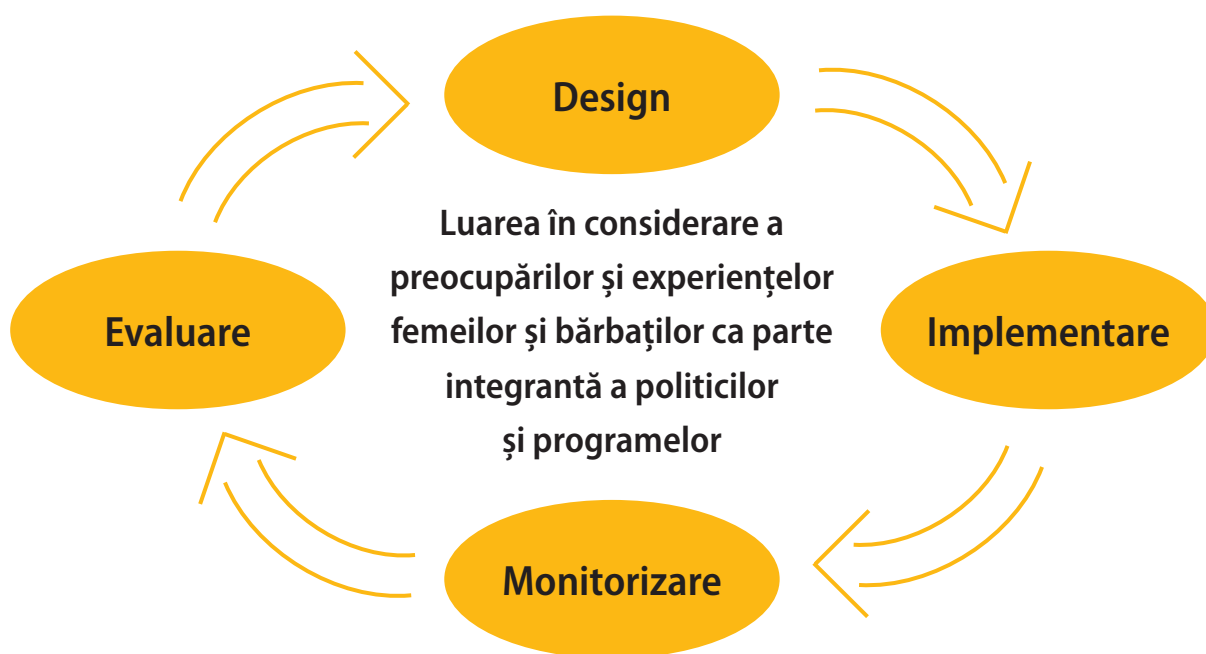 Design
Luarea în considerare a
preocupărilor și experiențelor
femeilor și bărbaților ca parte
integrantă a politicilor
și programelor
Evaluare
Implementare
Monitorizare